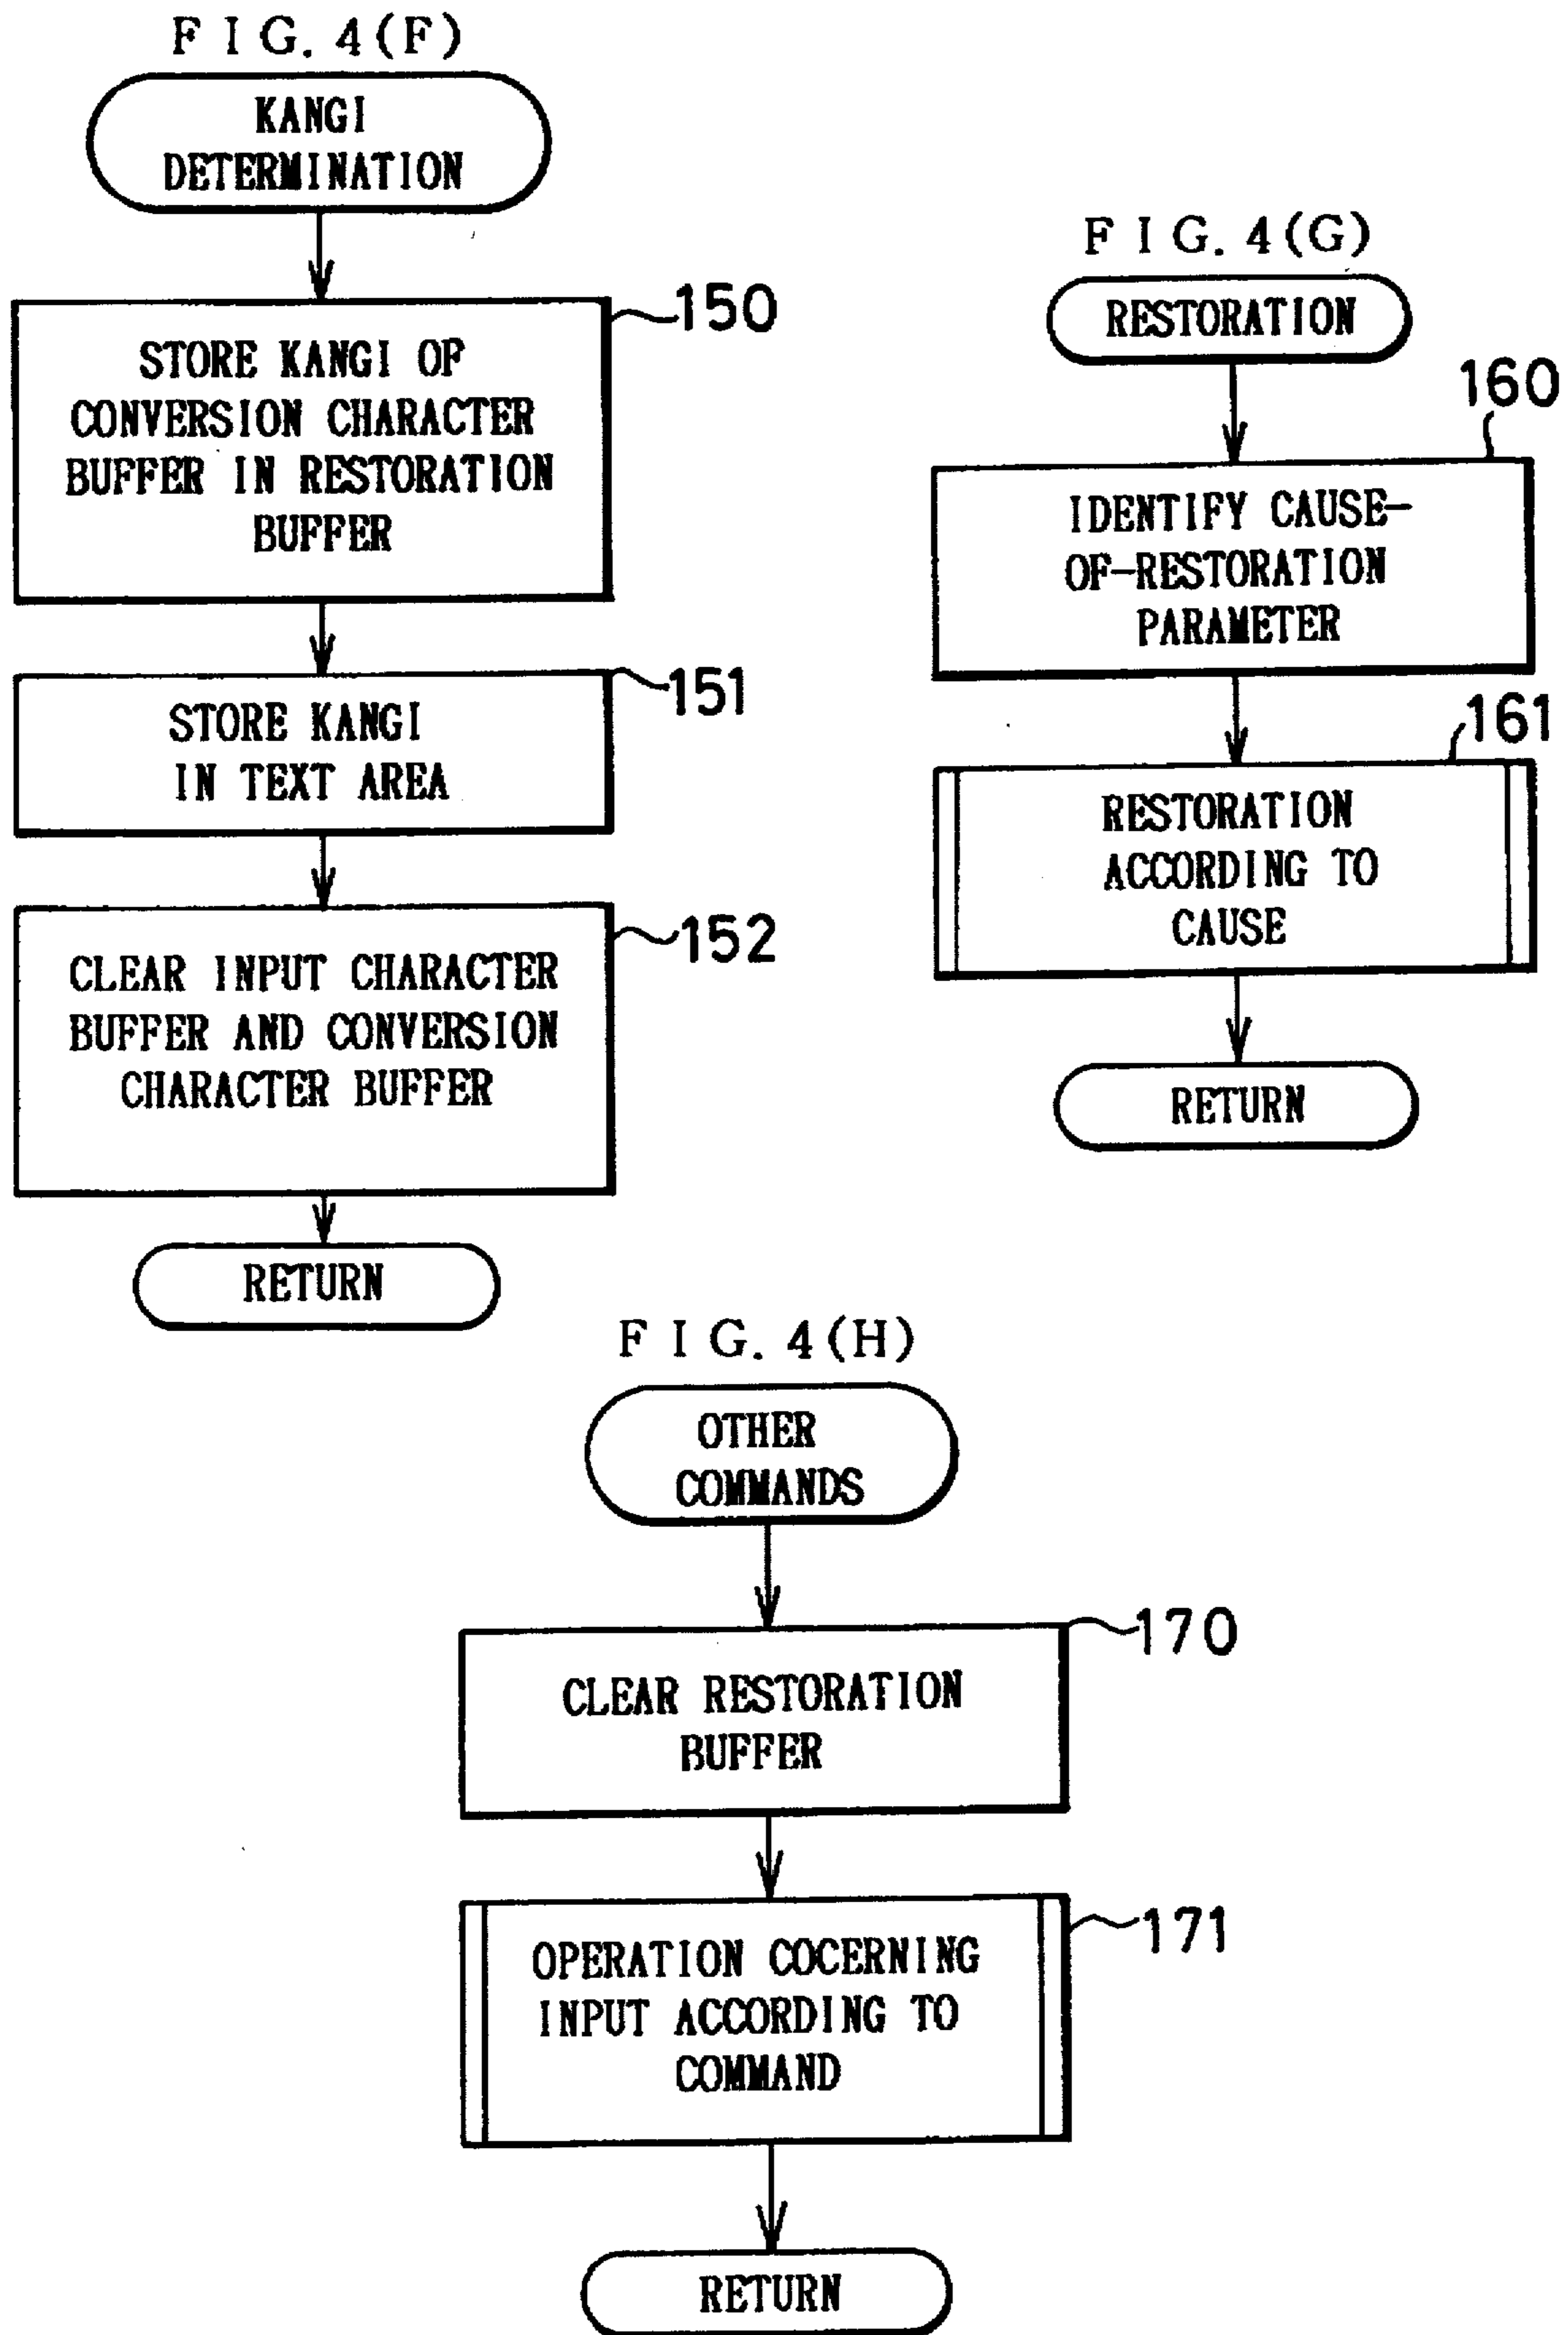 FIG. 4(F)
KANGI
DETERMINATION
150
STORE KANGI OF
CONVERSION CHARACTER
BUFFER IN RESTORATION
BUFFER
151
STORE KANGI
IN TEXT AREA
152
CLEAR INPUT CHARACTER
BUFFER AND CONVERSION
CHARACTER BUFFER
RETURN
FIG. 4(G)
RESTORATION
160
IDENTIFY CAUSE-
OF-RESTORATION
PARAMETER
161
RESTORATION
ACCORDING TO
CAUSE
RETURN
FIG. 4(H)
OTHER
COMMANDS
170
CLEAR RESTORATION
BUFFER
171
OPERATION COCERNING
INPUT ACCORDING TO
COMMAND
RETURN